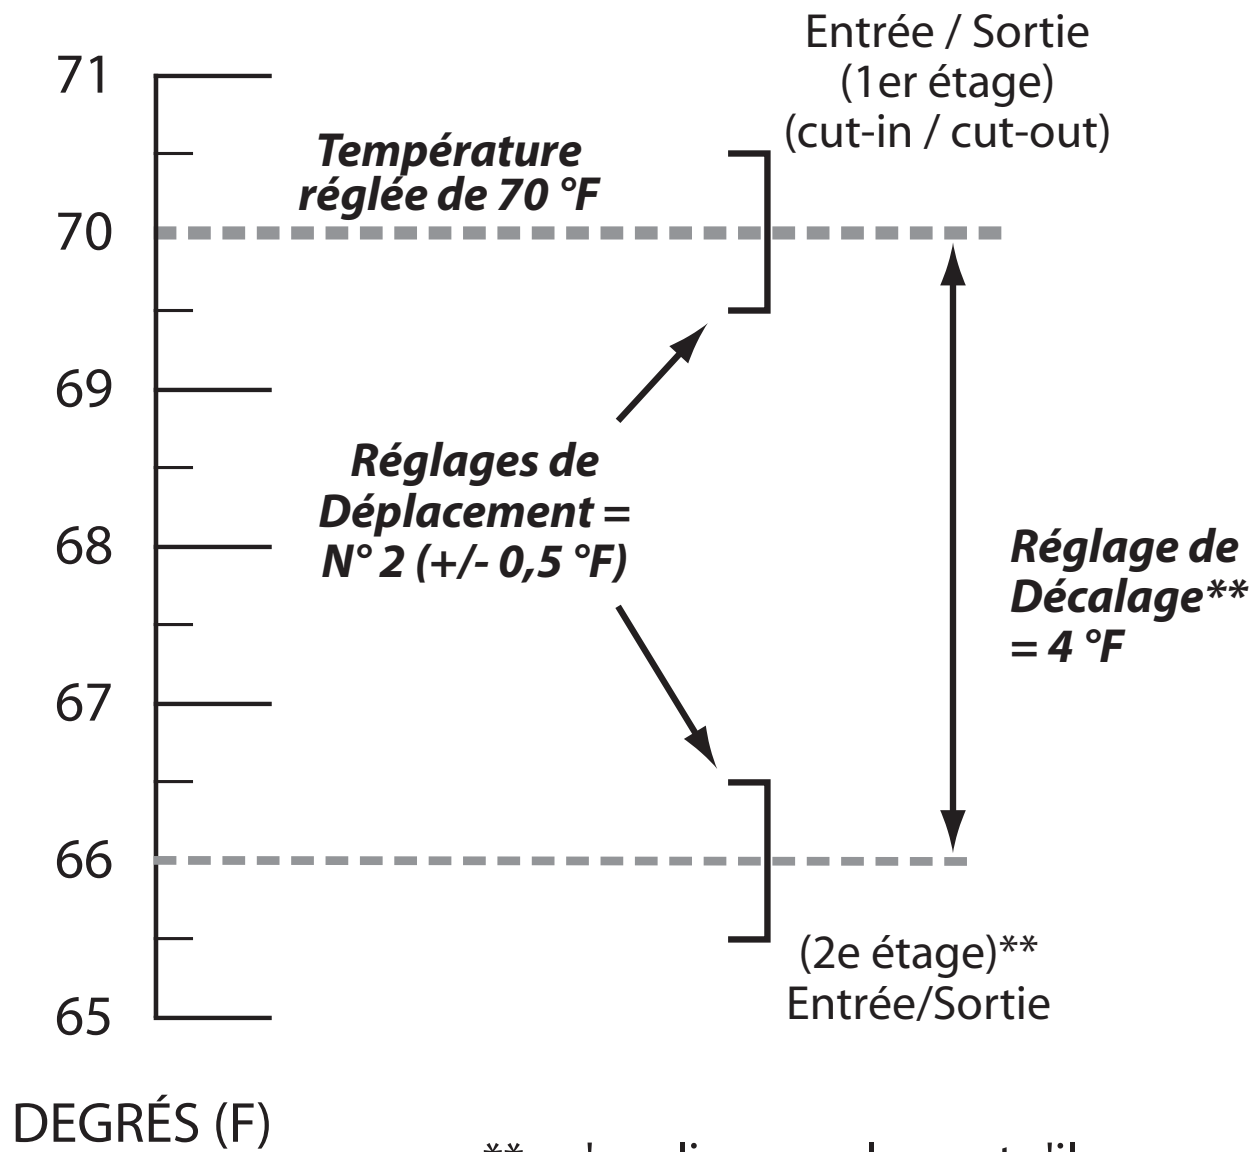 Entrée / Sortie
(1er étage)
(cut-in / cut-out)
71
Température
réglée de 70 °F
70
69
Réglages de
Déplacement =
N° 2 (+/- 0,5 °F)
68
Réglage de
Décalage**
= 4 °F
67
66
(2e étage)**
Entrée/Sortie
65
DEGRÉS (F)
**